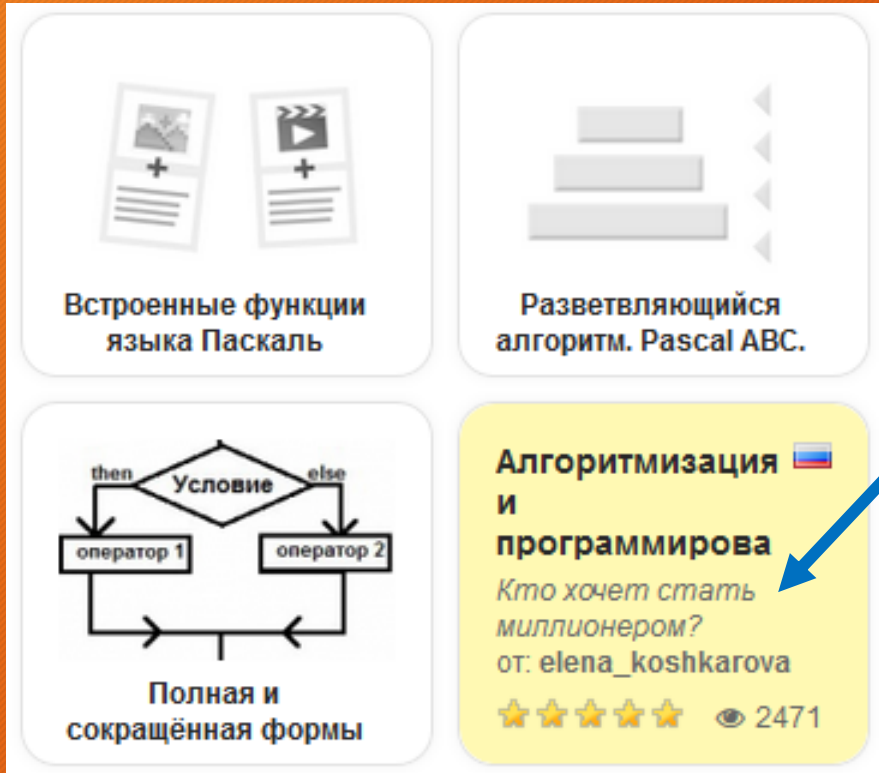 Встроенные функции
языка Паскаль
Разветвляющийся
алгоритм. Pascal ABC.
then
Условие
else
оператор 1
оператор 2
Полная и
сокращённая формы
Алгоритмизация
и
программирова
Кто хочет стать
миллионером?
от: elena_koshkarova
2471